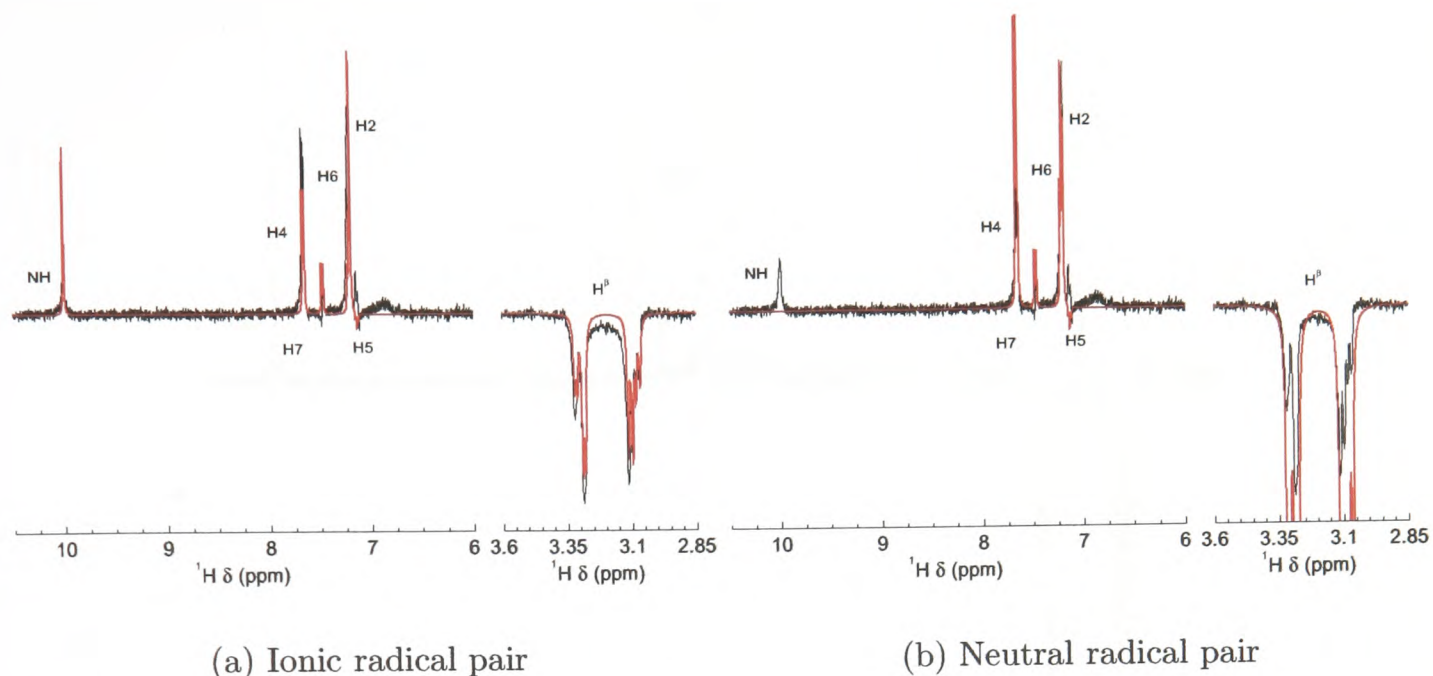 NH
H4
H6
H2
H7
H5
H^β
10 9 8 7 6
3.6 3.35 3.1 2.85
¹H δ (ppm)
¹H δ (ppm)
(a) Ionic radical pair
NH
H4
H6
H2
H7
H5
H^β
10 9 8 7 6
3.6 3.35 3.1 2.85
¹H δ (ppm)
¹H δ (ppm)
(b) Neutral radical pair